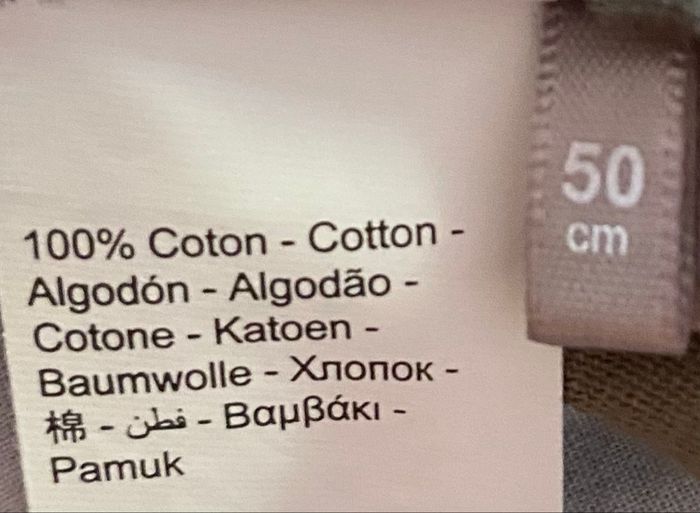 100% Coton - Cotton -
Algodón - Algodão -
Cotone - Katoen -
Baumwolle - Хлопок -
棉 - قطن - Βαμβάκι -
Pamuk
50
cm